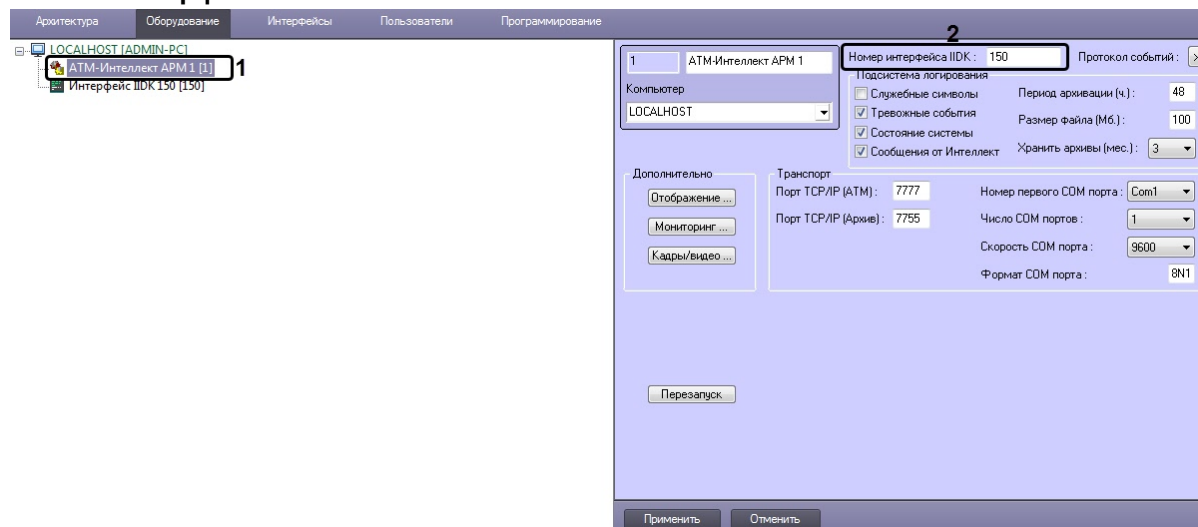 Архитектура Оборудование Интерфейсы Пользователи Программирование
LOCALHOST [ADMIN-PC]
АТМ-Интеллект АРМ 1 [1]
1
Интерфейс IIDK 150 [150]
2
1 АТМ-Интеллект АРМ 1
Компьютер
LOCALHOST
Номер интерфейса IIDK : 150 Протокол событий : >
Подсистема логирования
Служебные символы Период архивации (ч.) : 48
Тревожные события Размер файла (Мб.) : 100
Состояние системы
Сообщения от Интеллект Хранить архивы (мес.) : 3
Дополнительно
Отображение ...
Мониторинг ...
Кадры/видео ...
Транспорт
Порт TCP/IP (АТМ) : 7777 Номер первого COM порта : Com1
Порт TCP/IP (Архив) : 7755 Число COM портов : 1
Скорость COM порта : 9600
Формат COM порта : 8N1
Перезапуск
Применить Отменить